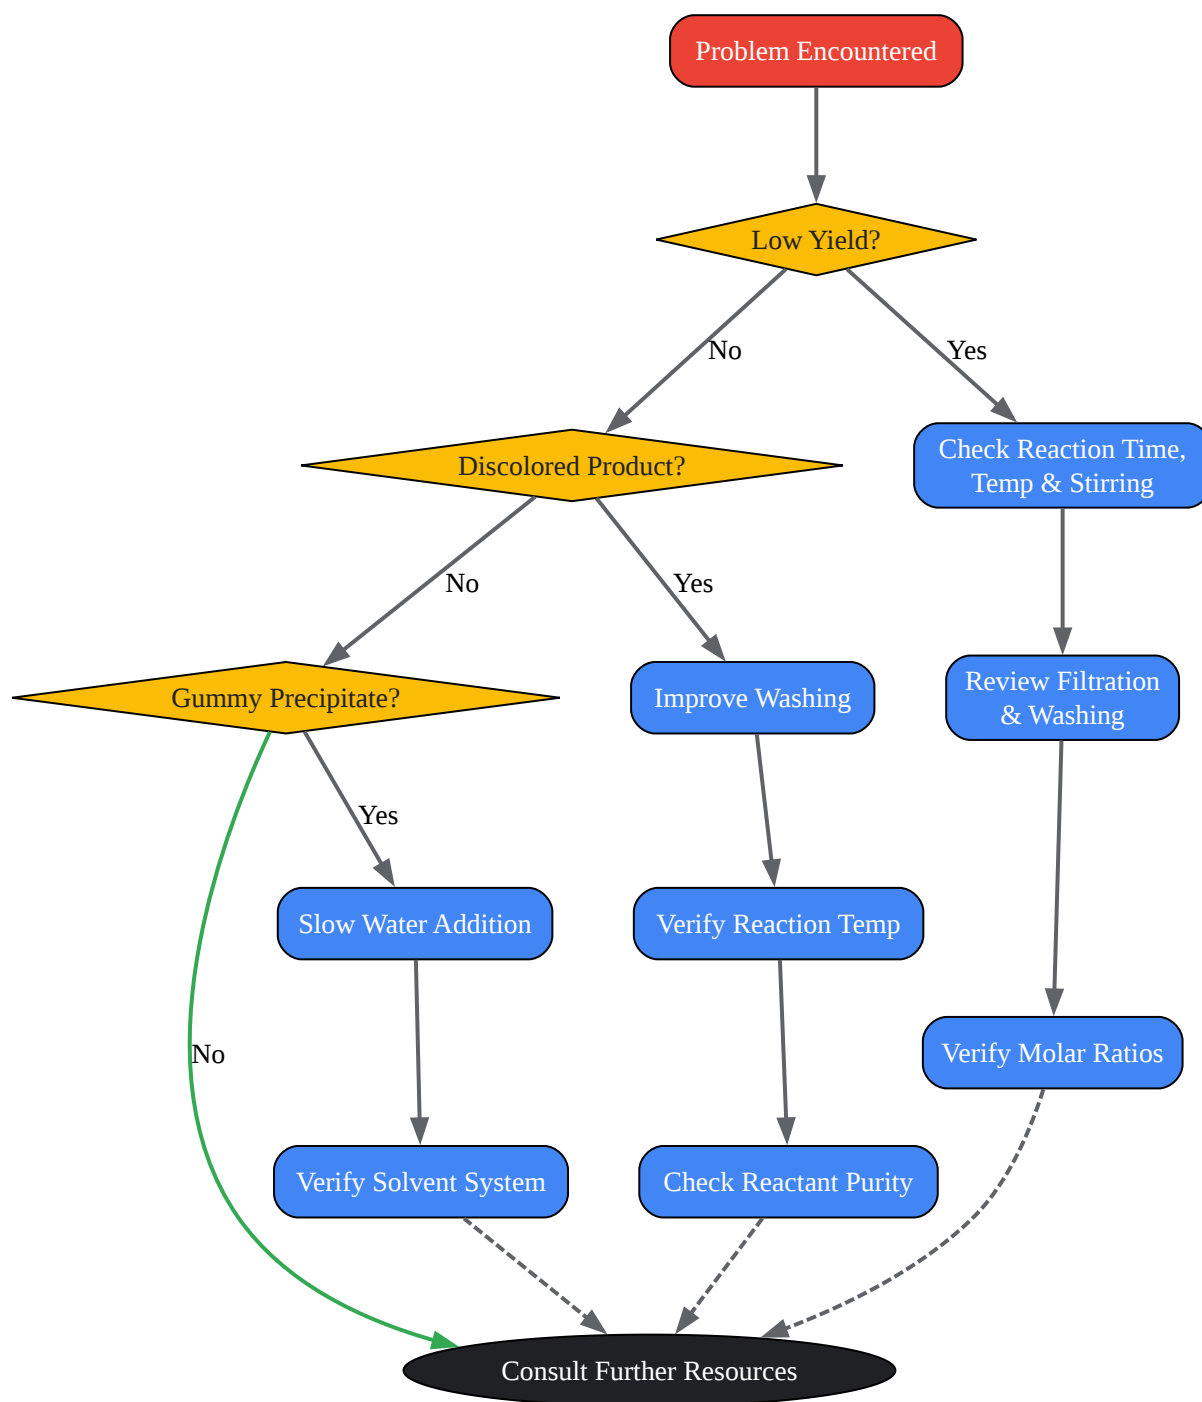 Problem Encountered
Low Yield?
No
Yes
Discolored Product?
Check Reaction Time,
Temp & Stirring
No
Yes
Gummy Precipitate?
Improve Washing
Review Filtration
& Washing
Yes
Slow Water Addition
Verify Reaction Temp
No
Verify Molar Ratios
Verify Solvent System
Check Reactant Purity
Consult Further Resources